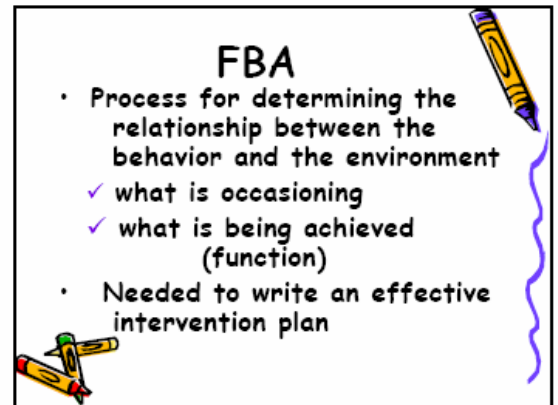 FBA
• Process for determining the
relationship between the
behavior and the environment
✓ what is occasioning
✓ what is being achieved
(function)
• Needed to write an effective
intervention plan